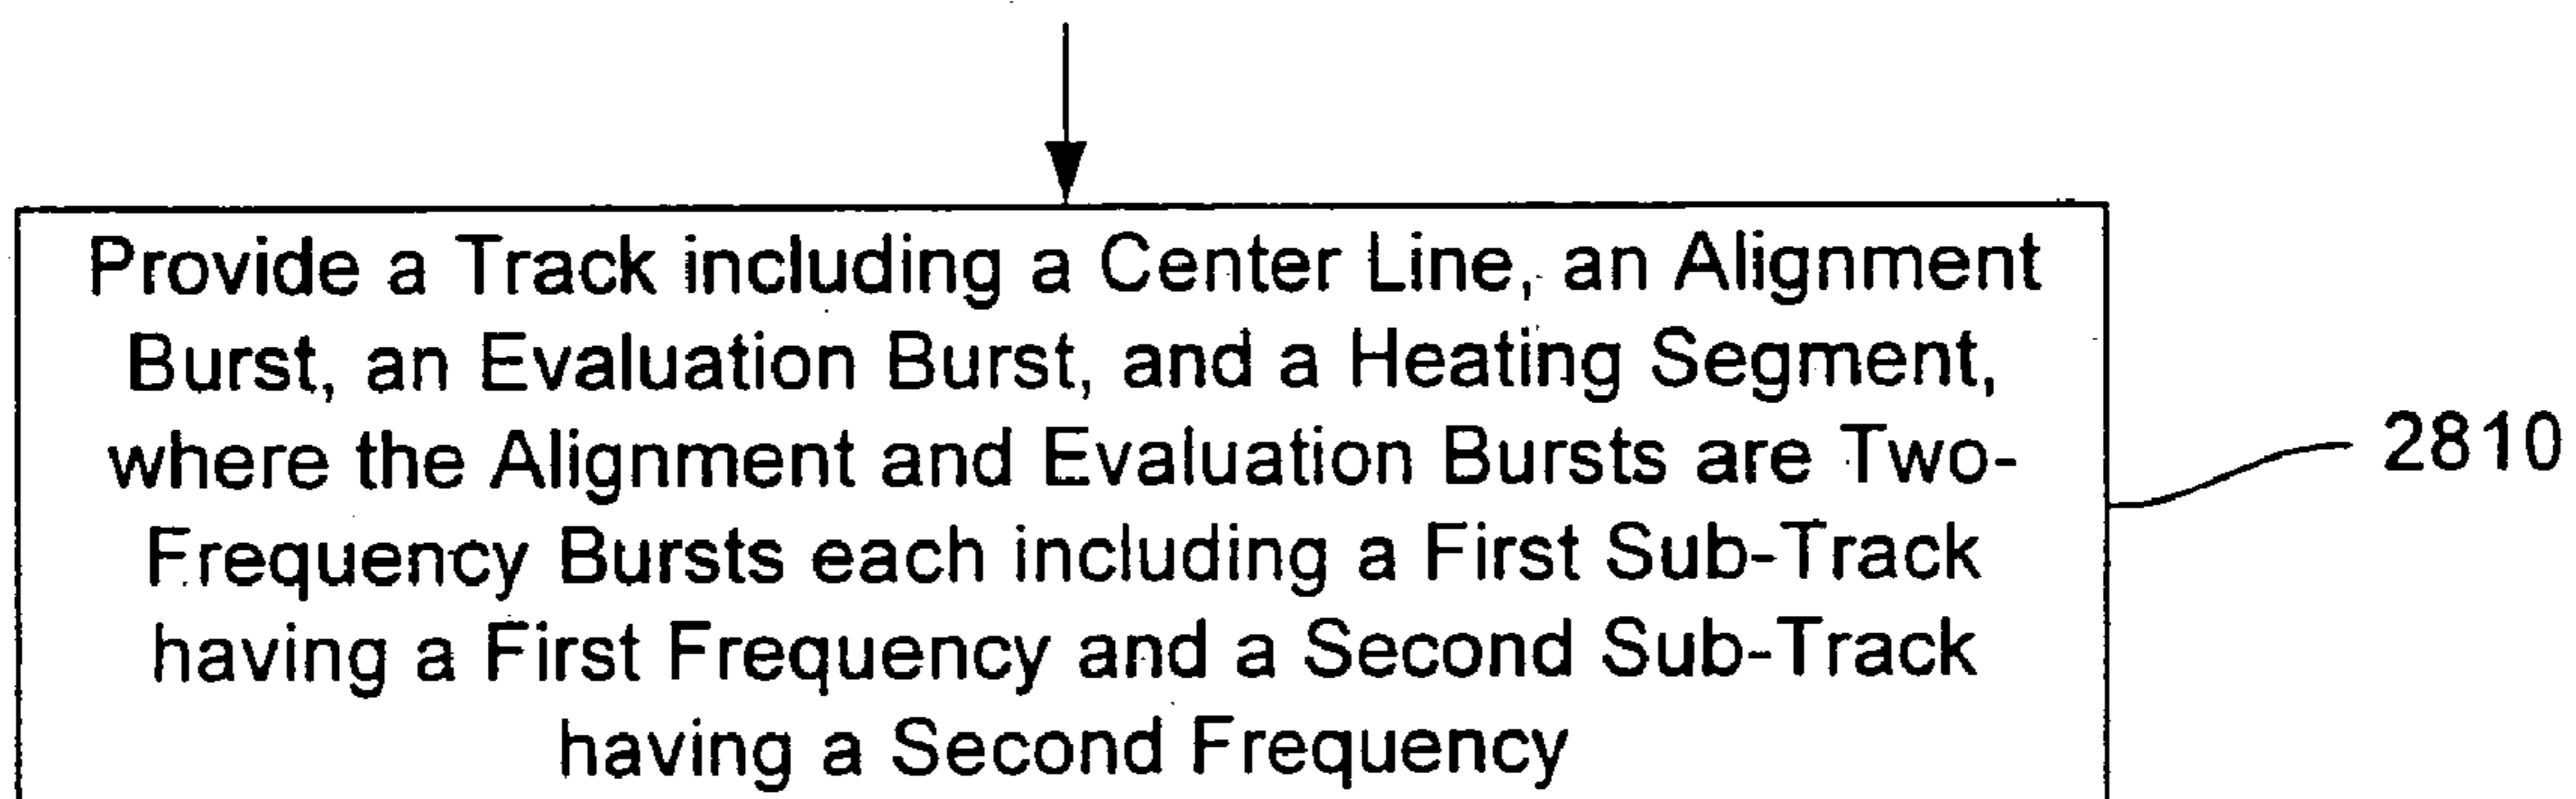 Provide a Track including a Center Line, an Alignment
Burst, an Evaluation Burst, and a Heating Segment,
where the Alignment and Evaluation Bursts are Two-
Frequency Bursts each including a First Sub-Track
having a First Frequency and a Second Sub-Track
having a Second Frequency
2810